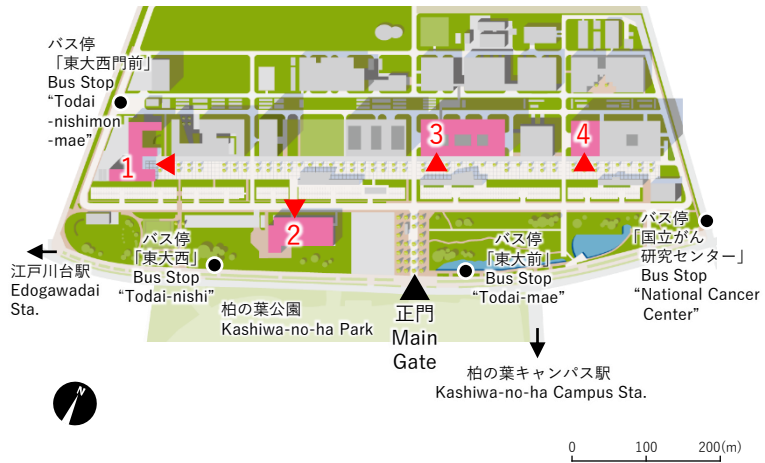 バス停
「東大西門前」
Bus Stop
“Todai
-nishimon
-mae”
1
2
3
4
江戸川台駅
Edogawadai
Sta.
バス停
「東大西」
Bus Stop
“Todai-nishi”
柏の葉公園
Kashiwa-no-ha Park
正門
Main
Gate
バス停
「東大前」
Bus Stop
“Todai-mae”
バス停
「国立がん
研究センター」
Bus Stop
“National Cancer
Center”
柏の葉キャンパス駅
Kashiwa-no-ha Campus Sta.
N
0 100 200(m)